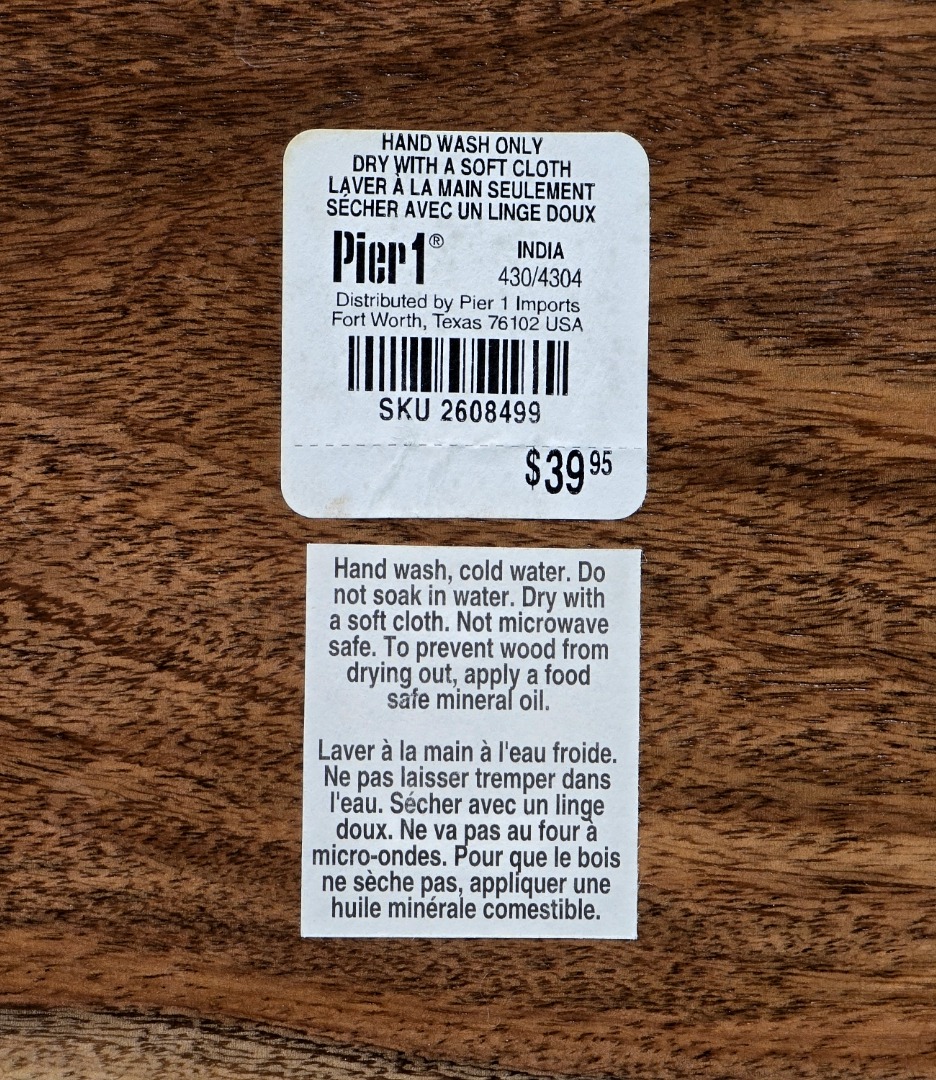 HAND WASH ONLY
DRY WITH A SOFT CLOTH
LAVER À LA MAIN SEULEMENT
SÉCHER AVEC UN LINGE DOUX
Pier 1® INDIA
430/4304
Distributed by Pier 1 Imports
Fort Worth, Texas 76102 USA
SKU 2608499
$39 95
Hand wash, cold water. Do
not soak in water. Dry with
a soft cloth. Not microwave
safe. To prevent wood from
drying out, apply a food
safe mineral oil.
Laver à la main à l'eau froide.
Ne pas laisser tremper dans
l'eau. Sécher avec un linge
doux. Ne va pas au four à
micro-ondes. Pour que le bois
ne sèche pas, appliquer une
huile minérale comestible.